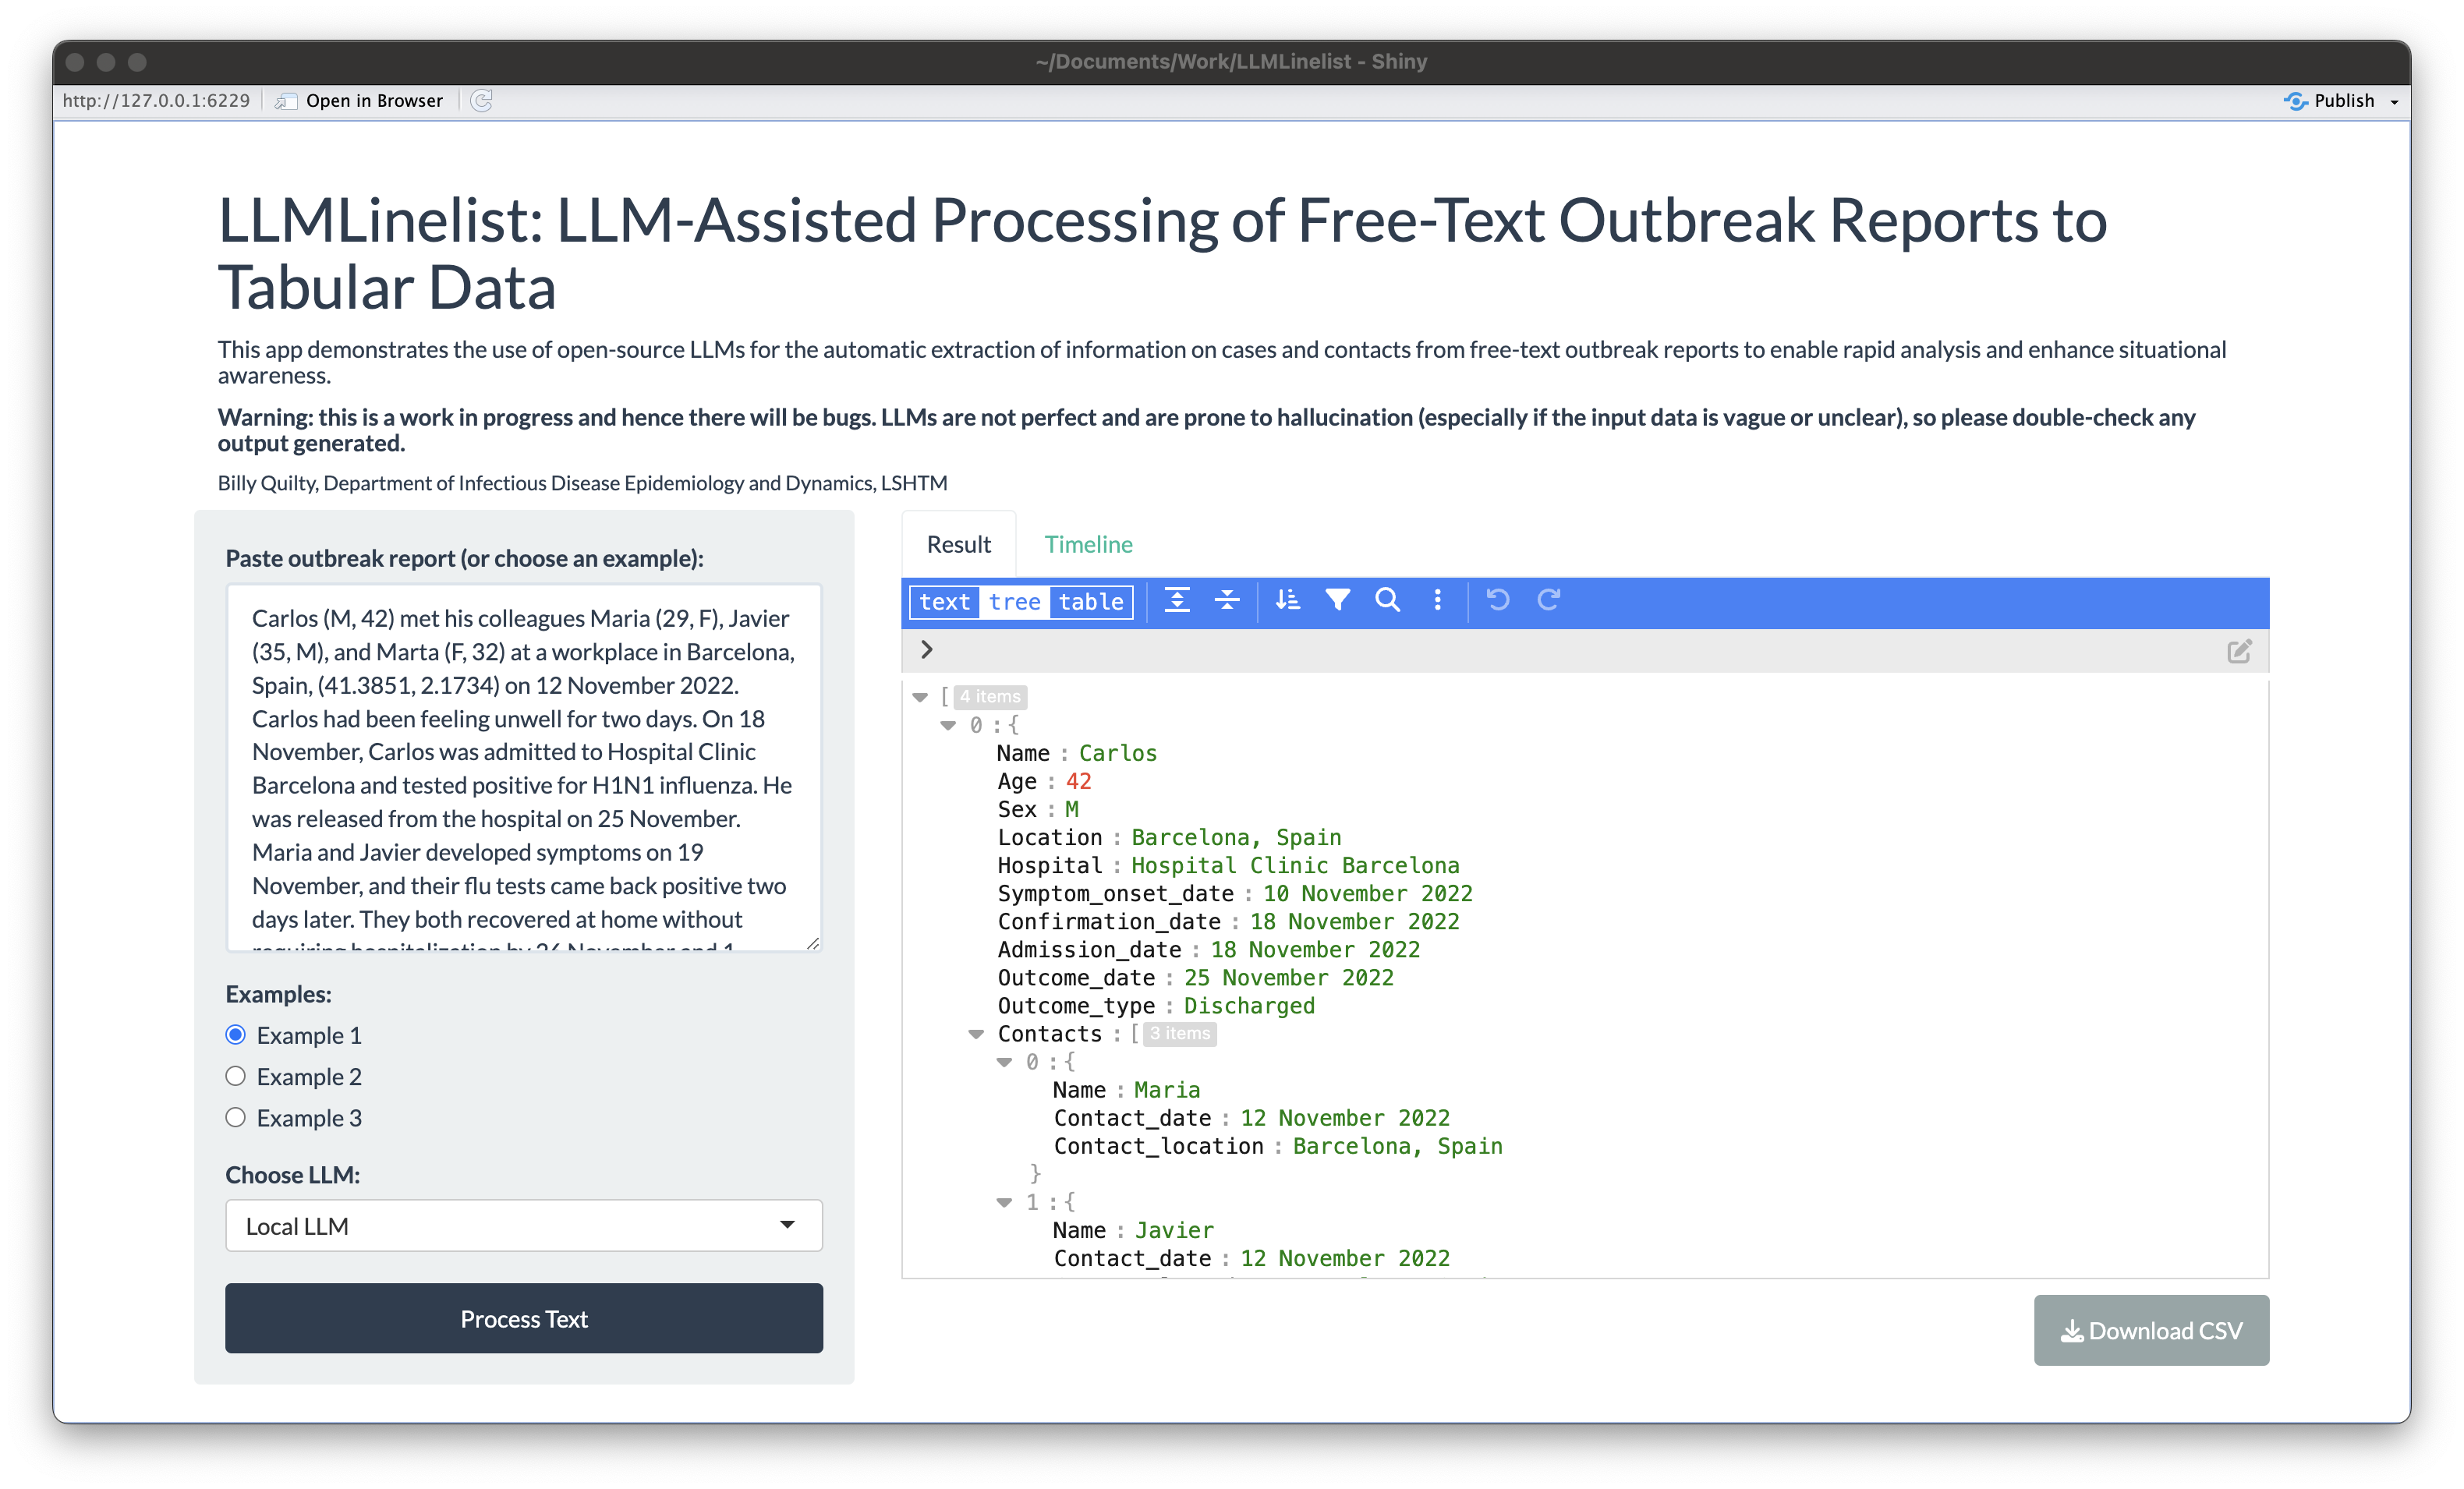 ~/Documents/Work/LLMLinelist - Shiny
http://127.0.0.1:6229 Open in Browser Publish
LLMLinelist: LLM-Assisted Processing of Free-Text Outbreak Reports to
Tabular Data
This app demonstrates the use of open-source LLMs for the automatic extraction of information on cases and contacts from free-text outbreak reports to enable rapid analysis and enhance situational
awareness.
Warning: this is a work in progress and hence there will be bugs. LLMs are not perfect and are prone to hallucination (especially if the input data is vague or unclear), so please double-check any
output generated.
Billy Quilty, Department of Infectious Disease Epidemiology and Dynamics, LSHTM
Paste outbreak report (or choose an example):
Carlos (M, 42) met his colleagues Maria (29, F), Javier
(35, M), and Marta (F, 32) at a workplace in Barcelona,
Spain, (41.3851, 2.1734) on 12 November 2022.
Carlos had been feeling unwell for two days. On 18
November, Carlos was admitted to Hospital Clinic
Barcelona and tested positive for H1N1 influenza. He
was released from the hospital on 25 November.
Maria and Javier developed symptoms on 19
November, and their flu tests came back positive two
days later. They both recovered at home without
requiring hospitalization by 26 November and 1
Examples:
Example 1
Example 2
Example 3
Choose LLM:
Local LLM
Process Text
Result Timeline
text tree table
[ 4 items
0 : {
Name : Carlos
Age : 42
Sex : M
Location : Barcelona, Spain
Hospital : Hospital Clinic Barcelona
Symptom_onset_date : 10 November 2022
Confirmation_date : 18 November 2022
Admission_date : 18 November 2022
Outcome_date : 25 November 2022
Outcome_type : Discharged
Contacts : [ 3 items
0 : {
Name : Maria
Contact_date : 12 November 2022
Contact_location : Barcelona, Spain
}
1 : {
Name : Javier
Contact_date : 12 November 2022
Download CSV